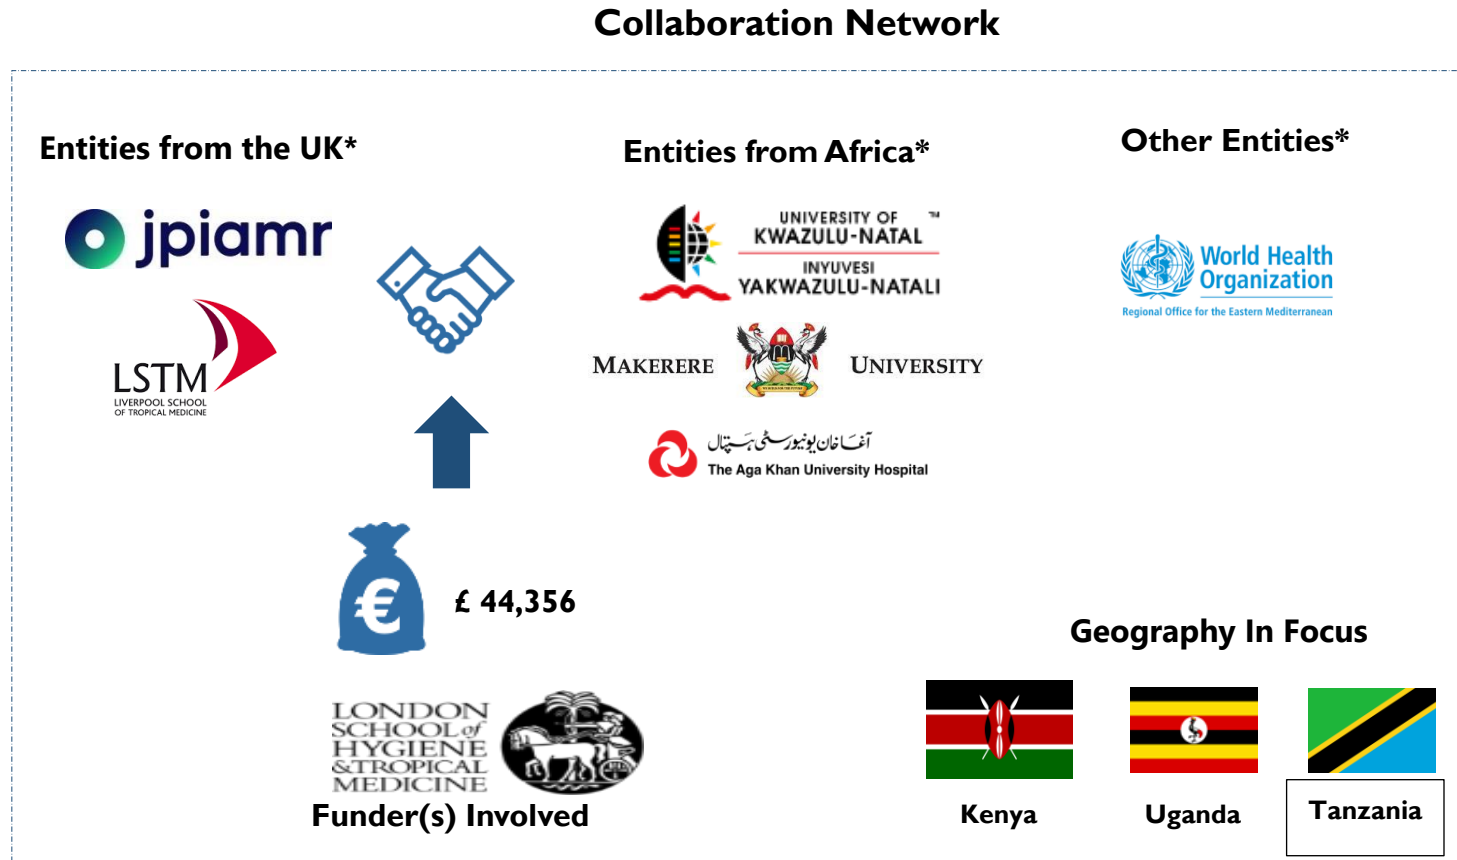 Collaboration Network
Entities from the UK*
jpiamr
LSTM
LIVERPOOL SCHOOL
OF TROPICAL MEDICINE
Entities from Africa*
UNIVERSITY OF ™
KWAZULU-NATAL
INYUVESI
YAKWAZULU-NATALI
MAKERERE UNIVERSITY
آغا خان یونیورسٹی ہسپتال
The Aga Khan University Hospital
Other Entities*
World Health
Organization
Regional Office for the Eastern Mediterranean
€
£ 44,356
LONDON
SCHOOL of
HYGIENE
&TROPICAL
MEDICINE
Funder(s) Involved
Geography In Focus
Kenya
Uganda
Tanzania